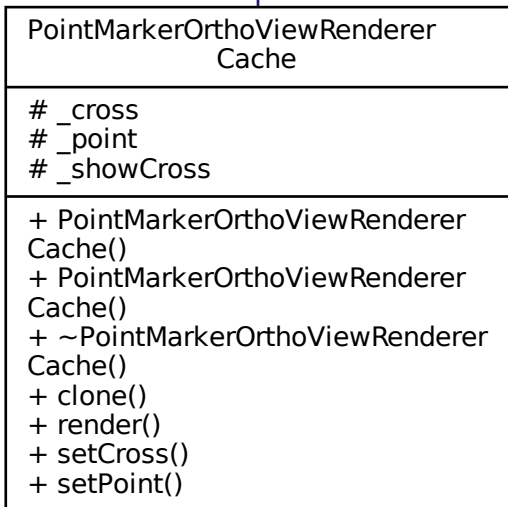 PointMarkerOrthoViewRenderer
Cache
# _cross
# _point
# _showCross
+ PointMarkerOrthoViewRenderer
Cache()
+ PointMarkerOrthoViewRenderer
Cache()
+ ~PointMarkerOrthoViewRenderer
Cache()
+ clone()
+ render()
+ setCross()
+ setPoint()